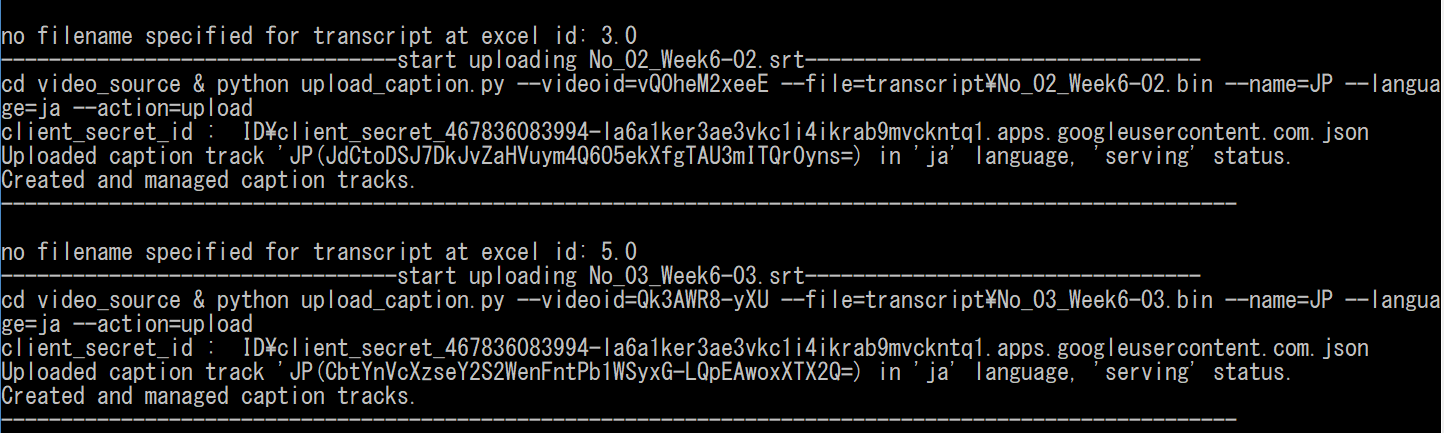 no filename specified for transcript at excel id: 3.0
---------------------------------start uploading No_02_Week6-02.srt---------------------------------
cd video_source & python upload_caption.py --videoid=vQOheM2xeeE --file=transcript¥No_02_Week6-02.bin --name=JP --langua
ge=ja --action=upload
client_secret_id :  ID¥client_secret_467836083994-la6a1ker3ae3vkc1i4ikrab9mvckntq1.apps.googleusercontent.com.json
Uploaded caption track 'JP(JdCtoDSJ7DkJvZaHVuym4Q6O5ekXfgTAU3mITQrOyns=) in 'ja' language, 'serving' status.
Created and managed caption tracks.
-------------------------------------------------------------------------------------------------------
no filename specified for transcript at excel id: 5.0
---------------------------------start uploading No_03_Week6-03.srt---------------------------------
cd video_source & python upload_caption.py --videoid=Qk3AWR8-yXU --file=transcript¥No_03_Week6-03.bin --name=JP --langua
ge=ja --action=upload
client_secret_id :  ID¥client_secret_467836083994-la6a1ker3ae3vkc1i4ikrab9mvckntq1.apps.googleusercontent.com.json
Uploaded caption track 'JP(CbtYnVcXzseY2S2WenFntPb1WSyxG-LQpEAwoxXTX2Q=) in 'ja' language, 'serving' status.
Created and managed caption tracks.
-------------------------------------------------------------------------------------------------------